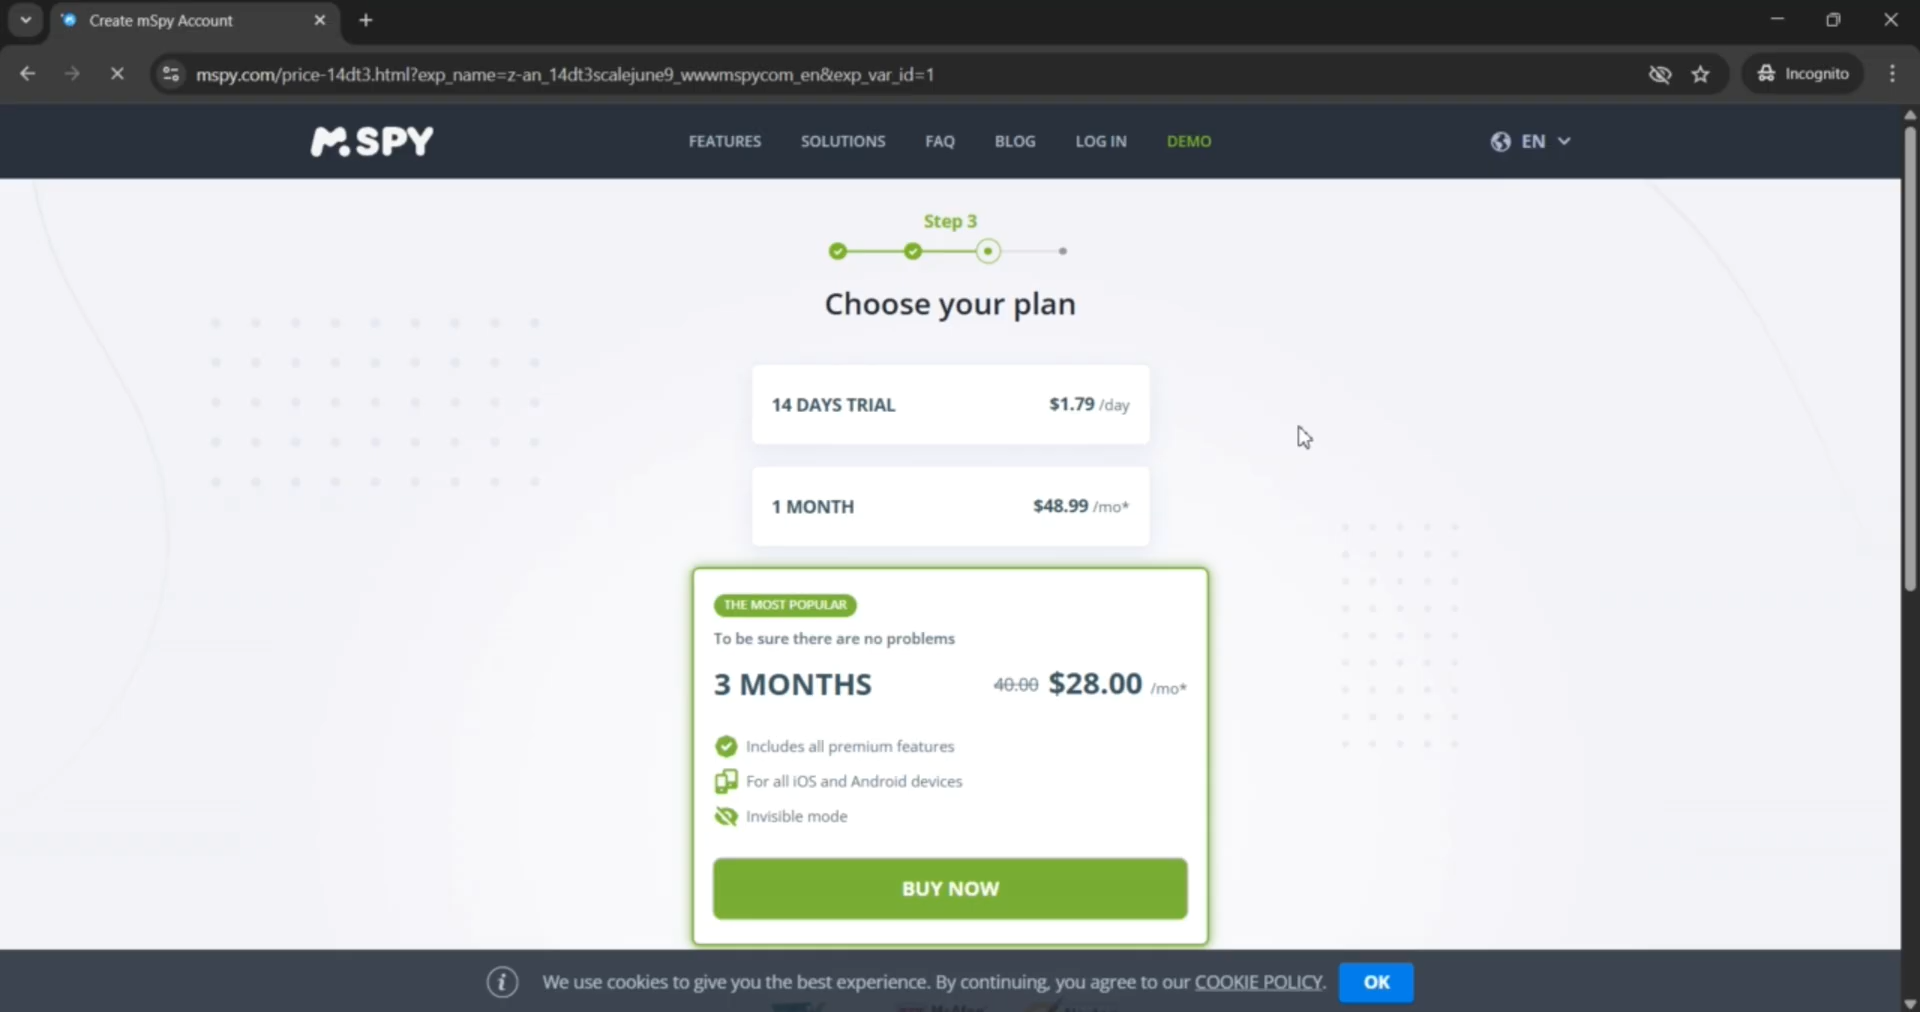 Create mSpy Account
mspy.com/price-14dt3.html?exp_name=z-an_14dt3scalejune9_wwwmspycom_en&exp_var_id=1
Incognito
M.SPY
FEATURES SOLUTIONS FAQ BLOG LOG IN DEMO
EN
Step 3
Choose your plan
14 DAYS TRIAL $1.79 /day
1 MONTH $48.99 /mo*
THE MOST POPULAR
To be sure there are no problems
3 MONTHS 40.00 $28.00 /mo*
Includes all premium features
For all iOS and Android devices
Invisible mode
BUY NOW
We use cookies to give you the best experience. By continuing, you agree to our COOKIE POLICY.
OK